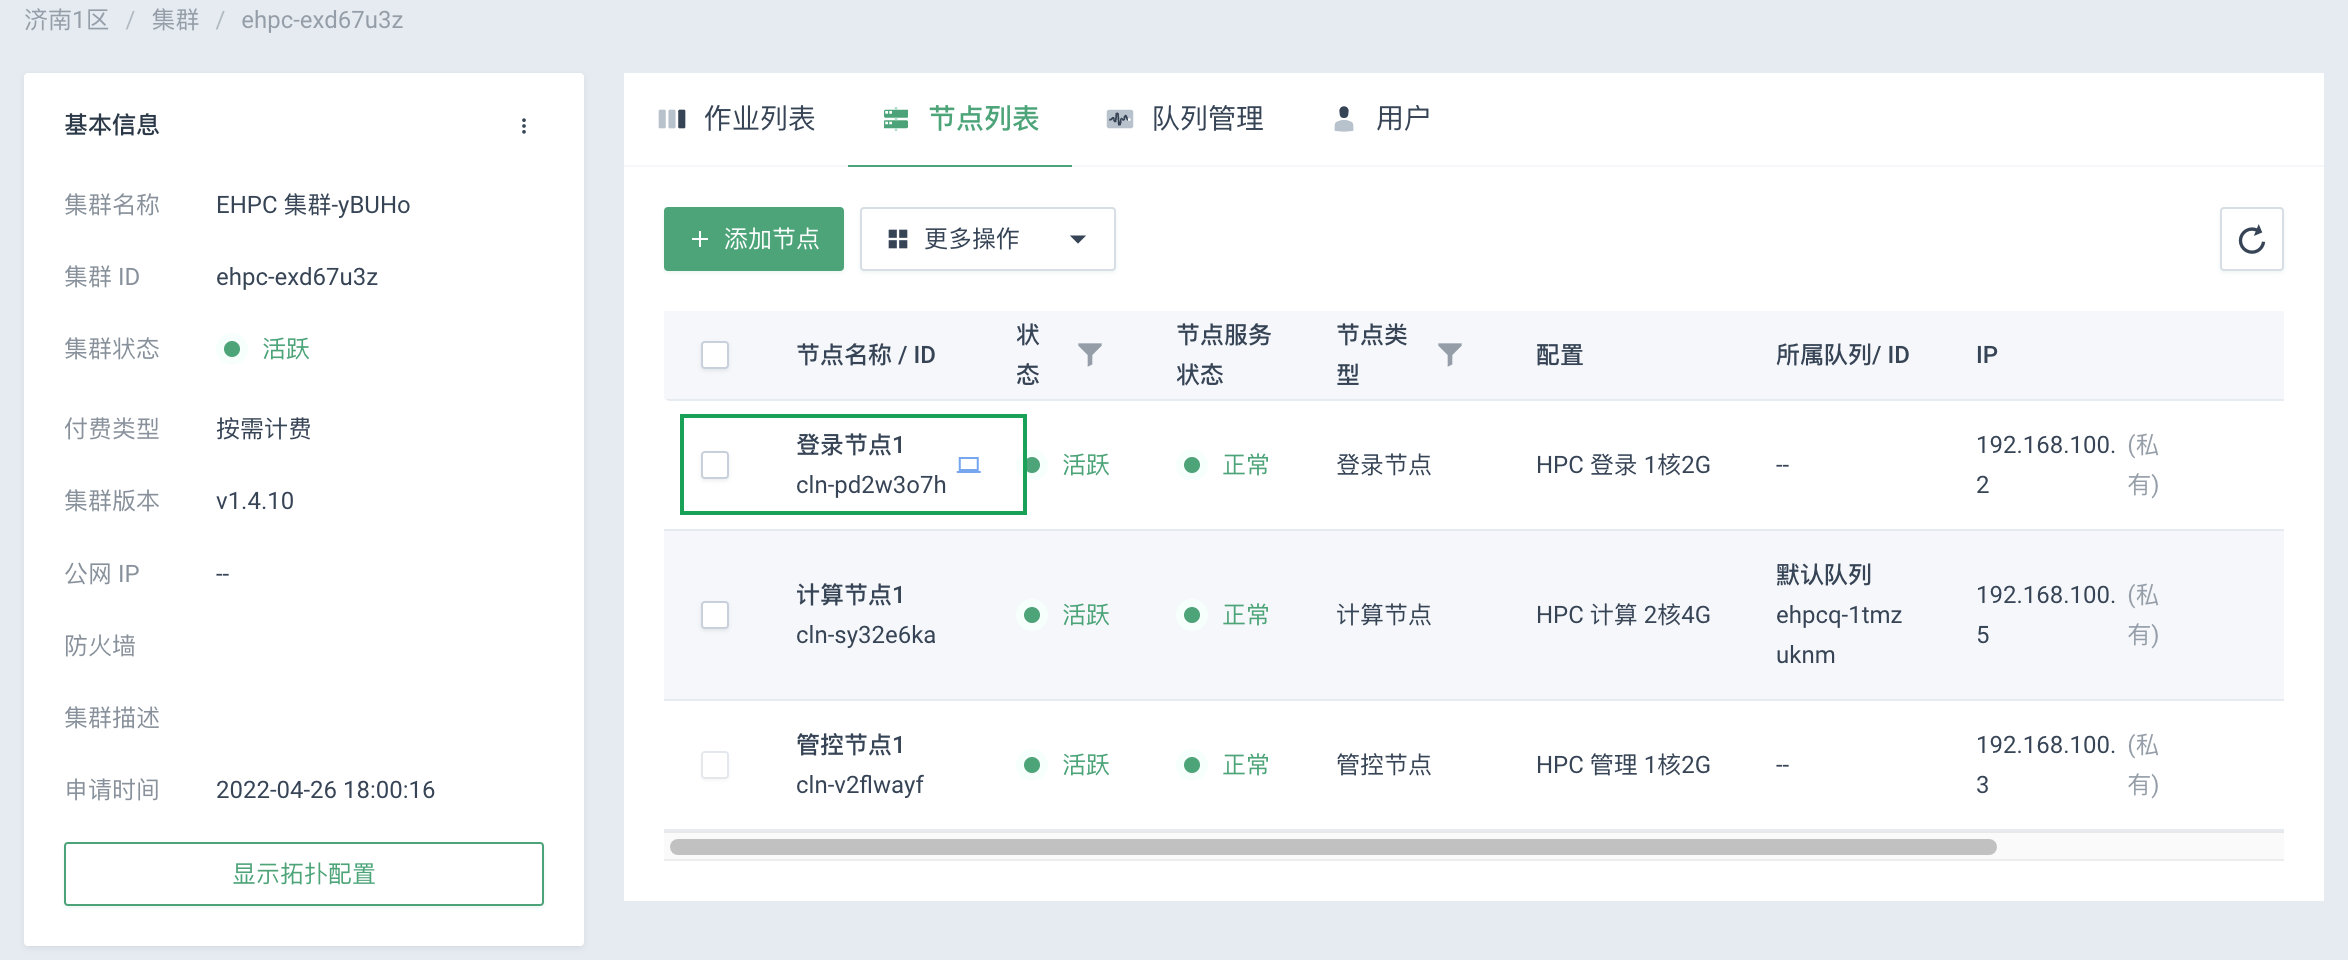 济南1区 / 集群 / ehpc-exd67u3z
基本信息
集群名称 EHPC 集群-yBUHo
集群 ID ehpc-exd67u3z
集群状态 活跃
付费类型 按需计费
集群版本 v1.4.10
公网 IP --
防火墙
集群描述
申请时间 2022-04-26 18:00:16
显示拓扑配置
作业列表 节点列表 队列管理 用户
+ 添加节点 更多操作
节点名称 / ID
状
态
节点服务
状态
节点类
型
配置
所属队列/ ID
IP
登录节点1
cln-pd2w3o7h
活跃
正常
登录节点
HPC 登录 1核2G
--
192.168.100.
2
(私
有)
计算节点1
cln-sy32e6ka
活跃
正常
计算节点
HPC 计算 2核4G
默认队列
ehpcq-1tmz
uknm
192.168.100.
5
(私
有)
管控节点1
cln-v2flwayf
活跃
正常
管控节点
HPC 管理 1核2G
--
192.168.100.
3
(私
有)